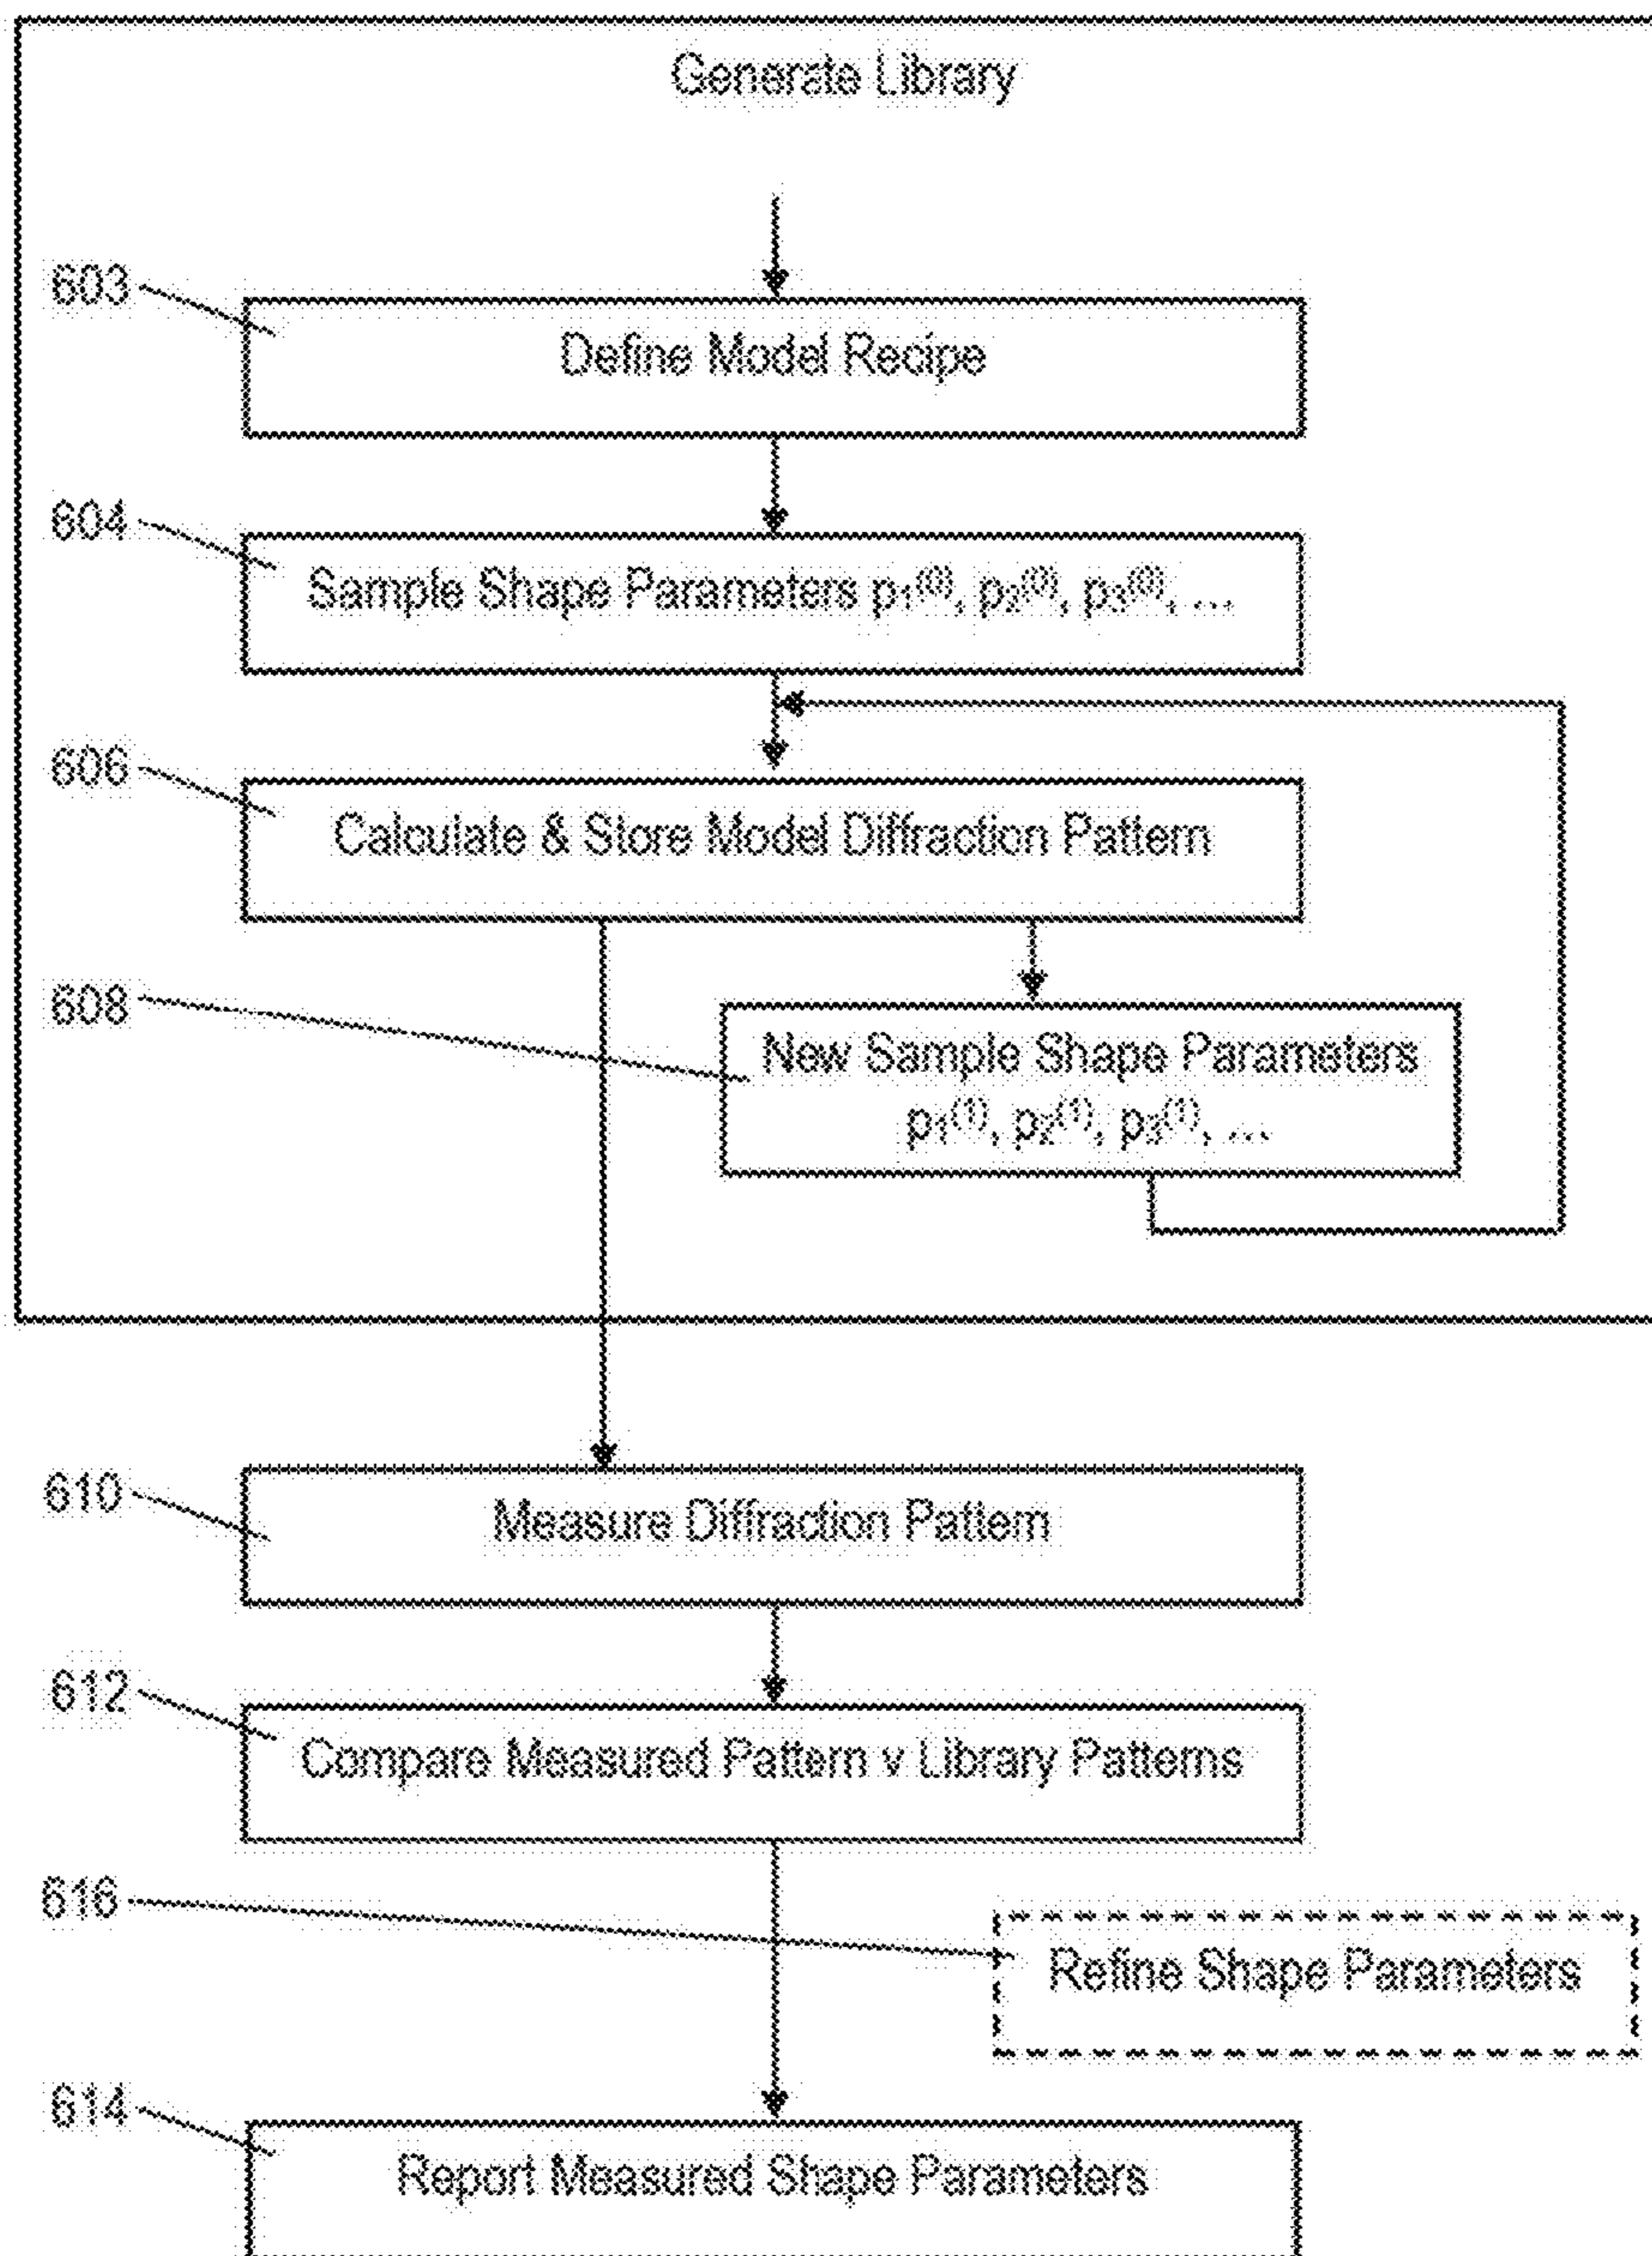 Generate Library
603
Define Model Recipe
604
Sample Shape Parameters p₁⁽⁰⁾, p₂⁽⁰⁾, p₃⁽⁰⁾, ...
606
Calculate & Store Model Diffraction Pattern
608
New Sample Shape Parameters
p₁⁽¹⁾, p₂⁽¹⁾, p₃⁽¹⁾, ...
610
Measure Diffraction Pattern
612
Compare Measured Pattern v Library Patterns
616
Refine Shape Parameters
614
Report Measured Shape Parameters